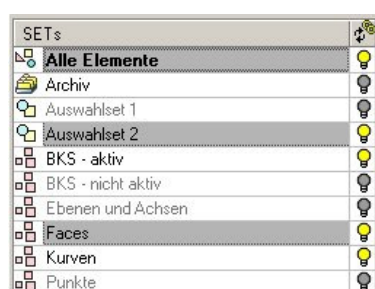 SETs
Alle Elemente
Archiv
Auswahlset 1
Auswahlset 2
BKS - aktiv
BKS - nicht aktiv
Ebenen und Achsen
Faces
Kurven
Punkte